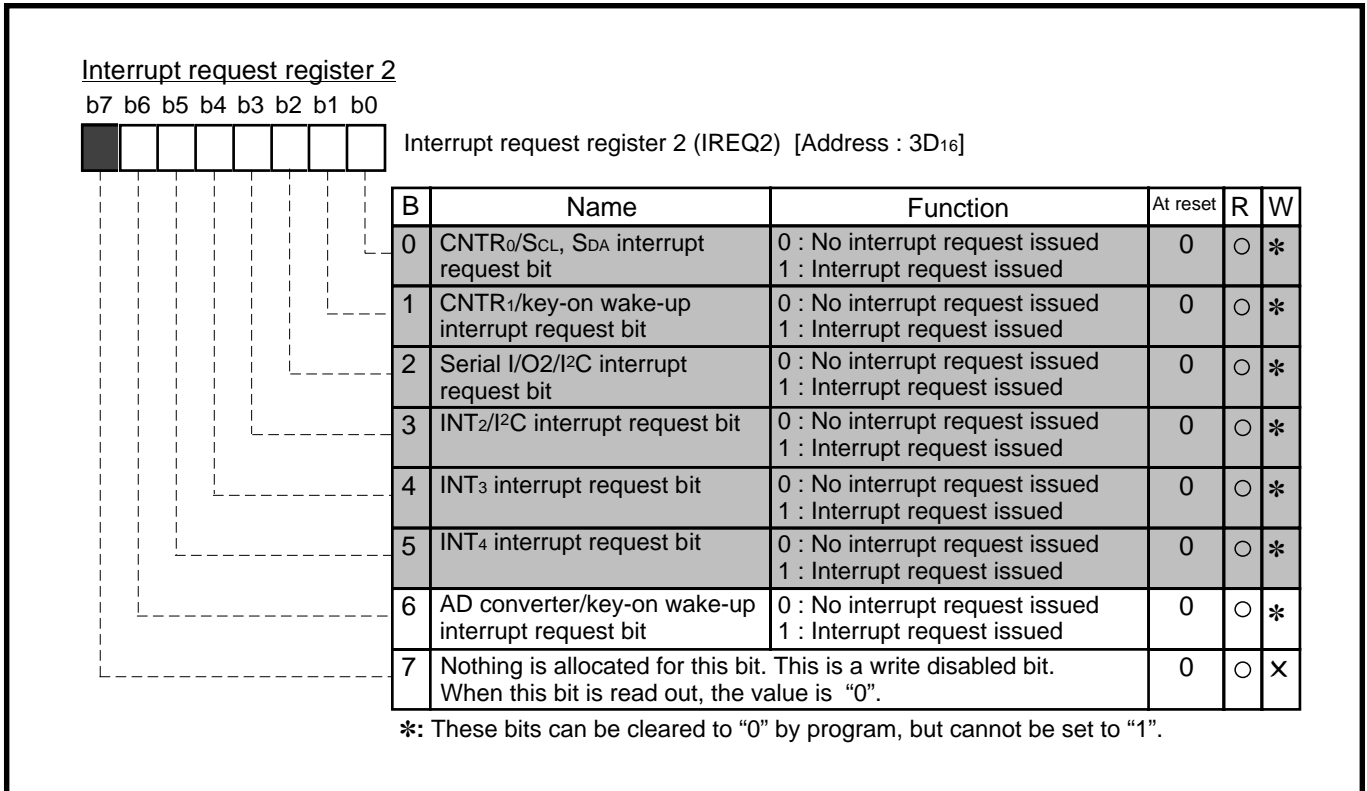 Interrupt request register 2
b7 b6 b5 b4 b3 b2 b1 b0
Interrupt request register 2 (IREQ2) [Address : 3D16]
B Name Function At reset R W
0 CNTR0/SCL, SDA interrupt request bit 0 : No interrupt request issued 0 ○ ✻
1 : Interrupt request issued
1 CNTR1/key-on wake-up interrupt request bit 0 : No interrupt request issued 0 ○ ✻
1 : Interrupt request issued
2 Serial I/O2/I2C interrupt request bit 0 : No interrupt request issued 0 ○ ✻
1 : Interrupt request issued
3 INT2/I2C interrupt request bit 0 : No interrupt request issued 0 ○ ✻
1 : Interrupt request issued
4 INT3 interrupt request bit 0 : No interrupt request issued 0 ○ ✻
1 : Interrupt request issued
5 INT4 interrupt request bit 0 : No interrupt request issued 0 ○ ✻
1 : Interrupt request issued
6 AD converter/key-on wake-up interrupt request bit 0 : No interrupt request issued 0 ○ ✻
1 : Interrupt request issued
7 Nothing is allocated for this bit. This is a write disabled bit. 0 ○ ×
When this bit is read out, the value is “0”.
✻: These bits can be cleared to “0” by program, but cannot be set to “1”.